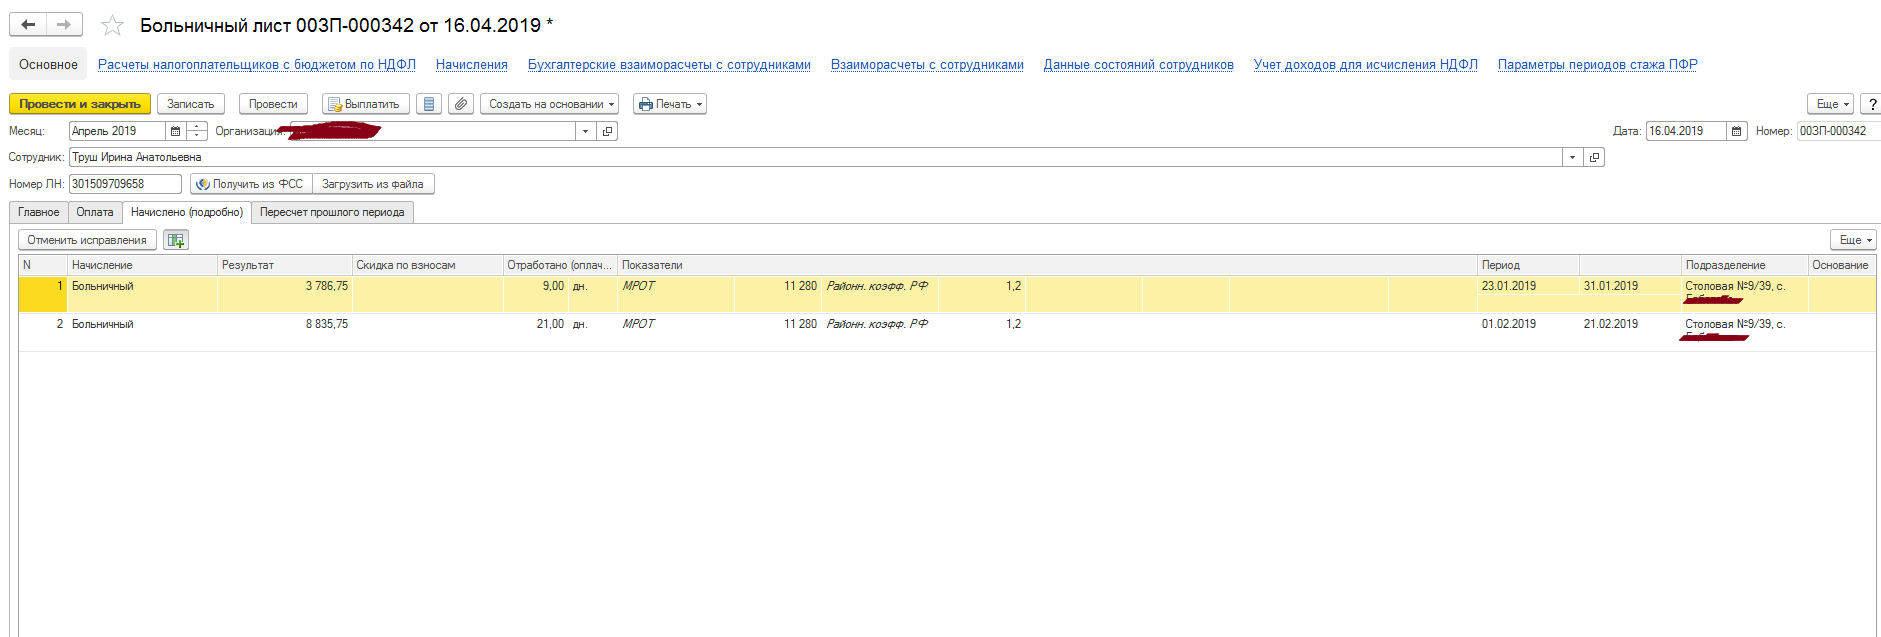 Больничный лист 00ЗП-000342 от 16.04.2019 *
Основное Расчеты налогоплательщиков с бюджетом по НДФЛ Начисления Бухгалтерские взаиморасчеты с сотрудниками Взаиморасчеты с сотрудниками Данные состояний сотрудников Учет доходов для исчисления НДФЛ Параметры периодов стажа ПФР
Провести и закрыть Записать Провести Выплатить Создать на основании Печать Еще ?
Месяц: Апрель 2019 Организация: Дата: 16.04.2019 Номер: 00ЗП-000342
Сотрудник: Труш Ирина Анатольевна
Номер ЛН: 301509709658 Получить из ФСС Загрузить из файла
Главное Оплата Начислено (подробно) Пересчет прошлого периода
Отменить исправления Еще
N Начисление Результат Скидка по взносам Отработано (оплач... Показатели Период Подразделение Основание
1 Больничный 3 786,75 9,00 дн. МРОТ 11 280 Районн. коэфф. РФ 1,2 23.01.2019 31.01.2019 Столовая №9/39, с.
2 Больничный 8 835,75 21,00 дн. МРОТ 11 280 Районн. коэфф. РФ 1,2 01.02.2019 21.02.2019 Столовая №9/39, с.